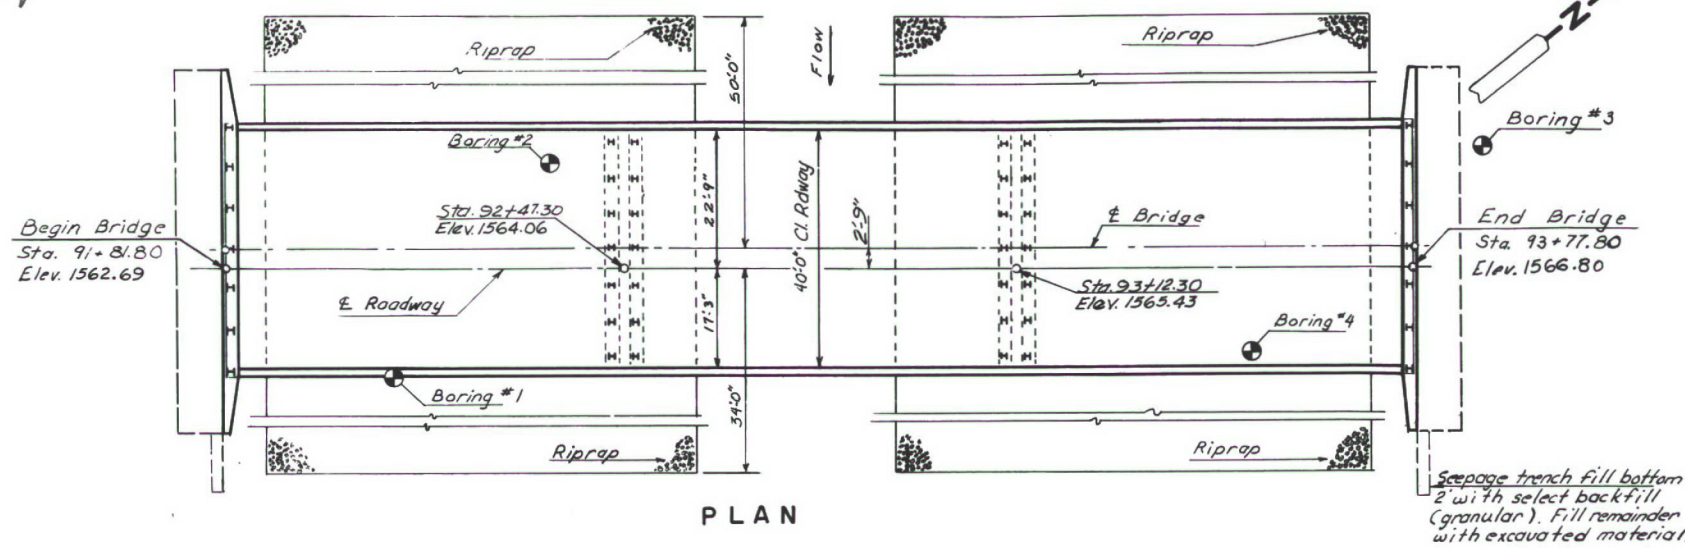 Riprap
Flow
50'-0"
Riprap
N
Boring #2
Boring #3
Begin Bridge
Sta. 91+81.80
Elev. 1562.69
Sta. 92+47.30
Elev. 1564.06
22'-9"
40'-0" Cl. Rdway
2'-9"
℄ Bridge
End Bridge
Sta. 93+77.80
Elev. 1566.80
℄ Roadway
17'-3"
Sta. 93+12.30
Elev. 1565.43
Boring #4
Boring #1
34'-0"
Riprap
Riprap
Seepage trench fill bottom
2' with select backfill
(granular). Fill remainder
with excavated material.
PLAN